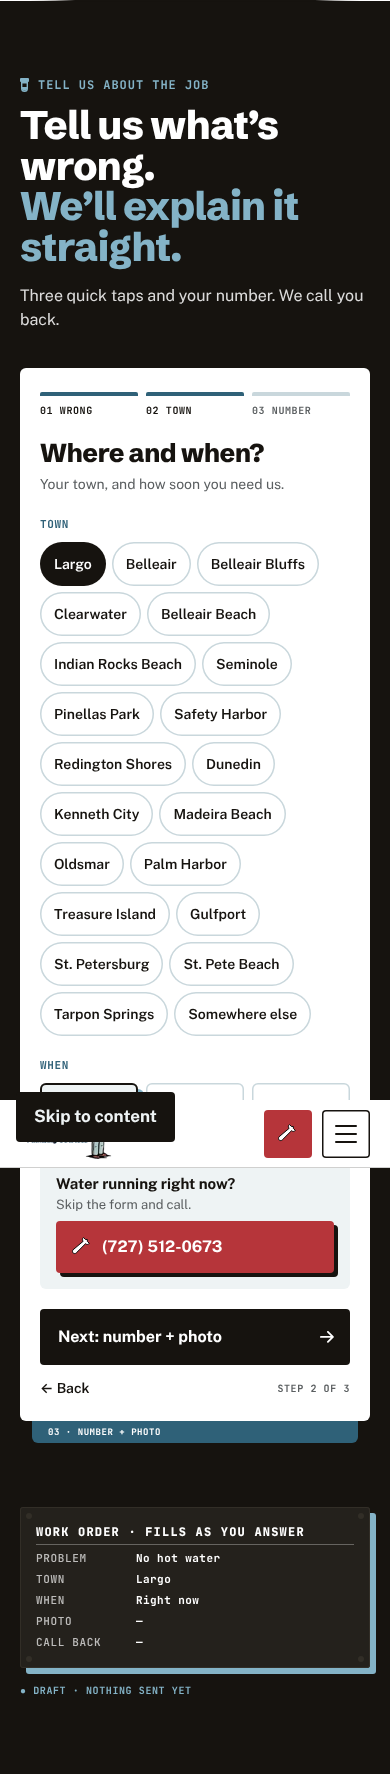 TELL US ABOUT THE JOB
Tell us what's
wrong.
We'll explain it
straight.
Three quick taps and your number. We call you
back.
01 WRONG 02 TOWN 03 NUMBER
Where and when?
Your town, and how soon you need us.
TOWN
Largo Belleair Belleair Bluffs
Clearwater Belleair Beach
Indian Rocks Beach Seminole
Pinellas Park Safety Harbor
Redington Shores Dunedin
Kenneth City Madeira Beach
Oldsmar Palm Harbor
Treasure Island Gulfport
St. Petersburg St. Pete Beach
Tarpon Springs Somewhere else
WHEN
Skip to content
Water running right now?
Skip the form and call.
(727) 512-0673
Next: number + photo →
← Back STEP 2 OF 3
03 · NUMBER + PHOTO
WORK ORDER · FILLS AS YOU ANSWER
PROBLEM No hot water
TOWN Largo
WHEN Right now
PHOTO —
CALL BACK —
● DRAFT · NOTHING SENT YET